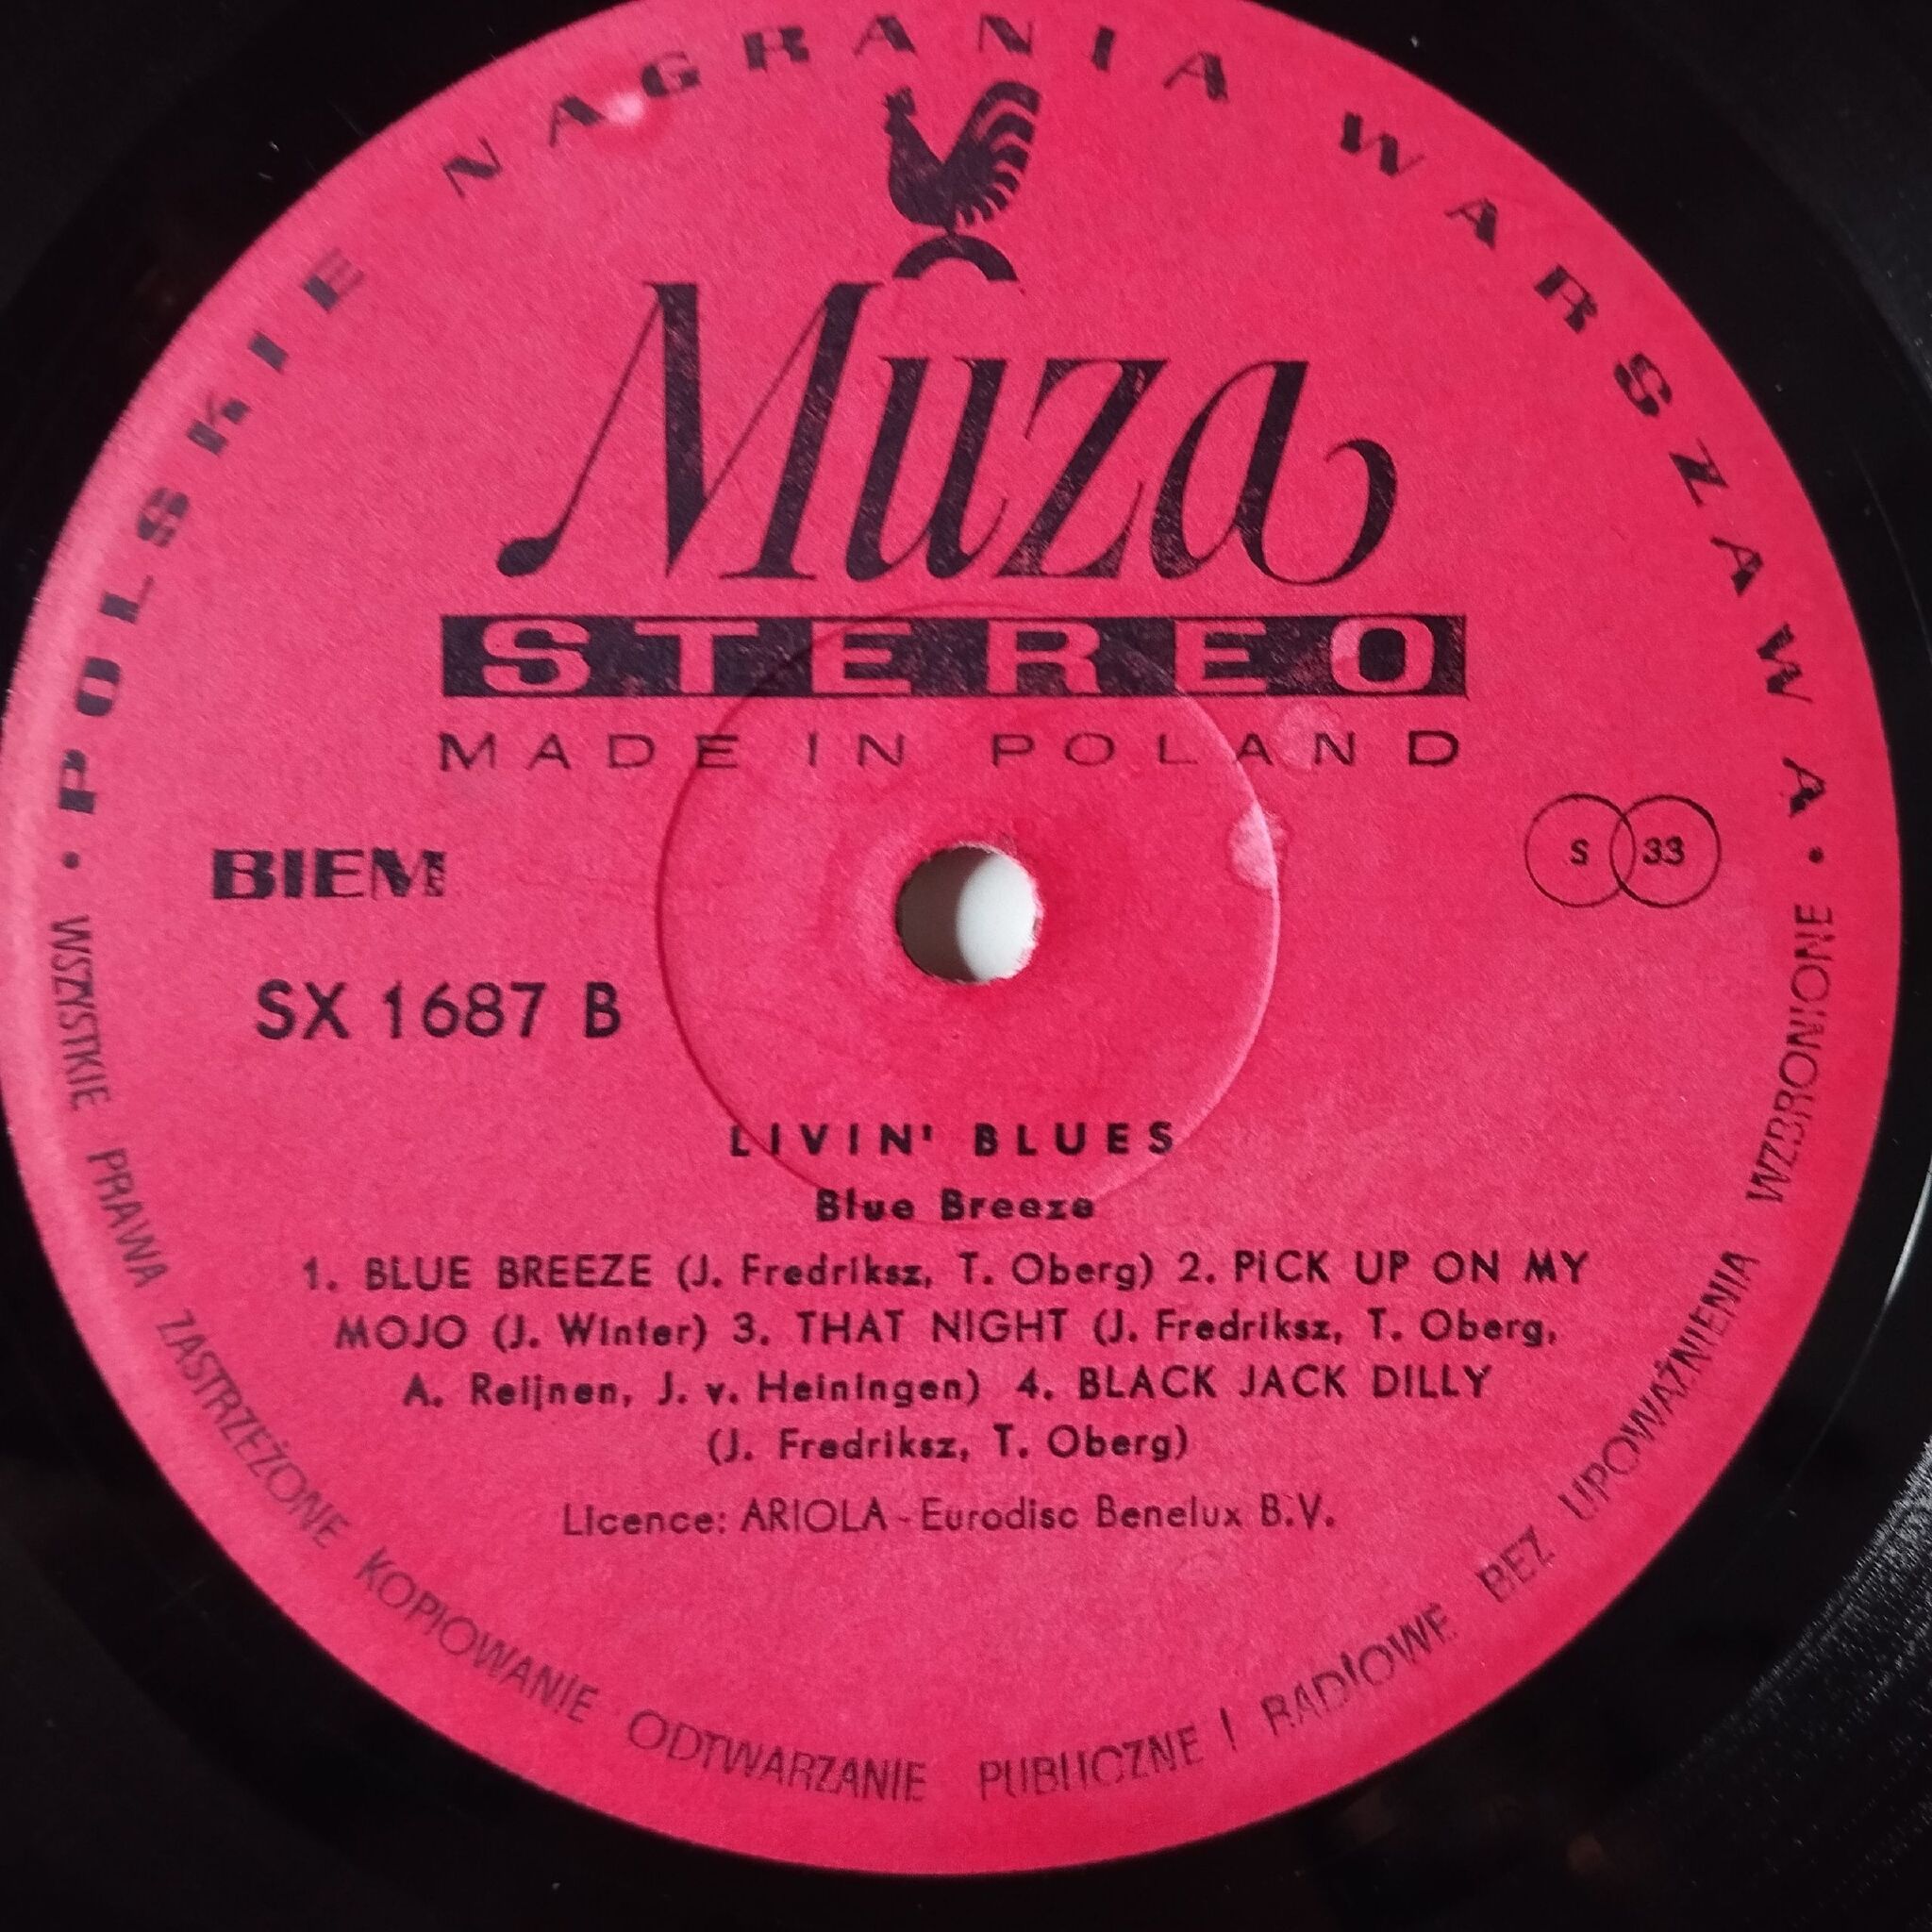 POLSKIE NAGRANIA WARSZAWA
Muza
STEREO
MADE IN POLAND
BIEM
S 33
SX 1687 B
LIVIN' BLUES
Blue Breeze
1. BLUE BREEZE (J. Fredriksz, T. Oberg) 2. PICK UP ON MY
MOJO (J. Winter) 3. THAT NIGHT (J. Fredriksz, T. Oberg,
A. Reijnen, J. v. Heiningen) 4. BLACK JACK DILLY
(J. Fredriksz, T. Oberg)
Licence: ARIOLA - Eurodisc Benelux B.V.
• WSZYSTKIE PRAWA ZASTRZEŻONE KOPIOWANIE ODTWARZANIE PUBLICZNE I RADIOWE BEZ UPOWAŻNIENIA WZBRONIONE •